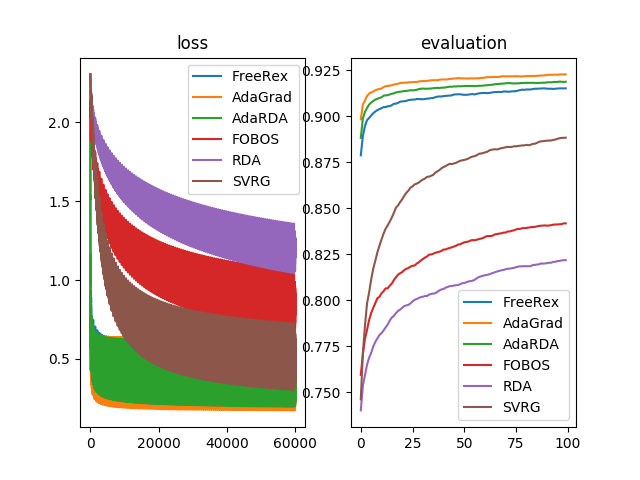 loss
2.0
1.5
1.0
0.5
0
20000
40000
60000
FreeRex
AdaGrad
AdaRDA
FOBOS
RDA
SVRG
evaluation
0.925
0.900
0.875
0.850
0.825
0.800
0.775
0.750
0
25
50
75
100
FreeRex
AdaGrad
AdaRDA
FOBOS
RDA
SVRG